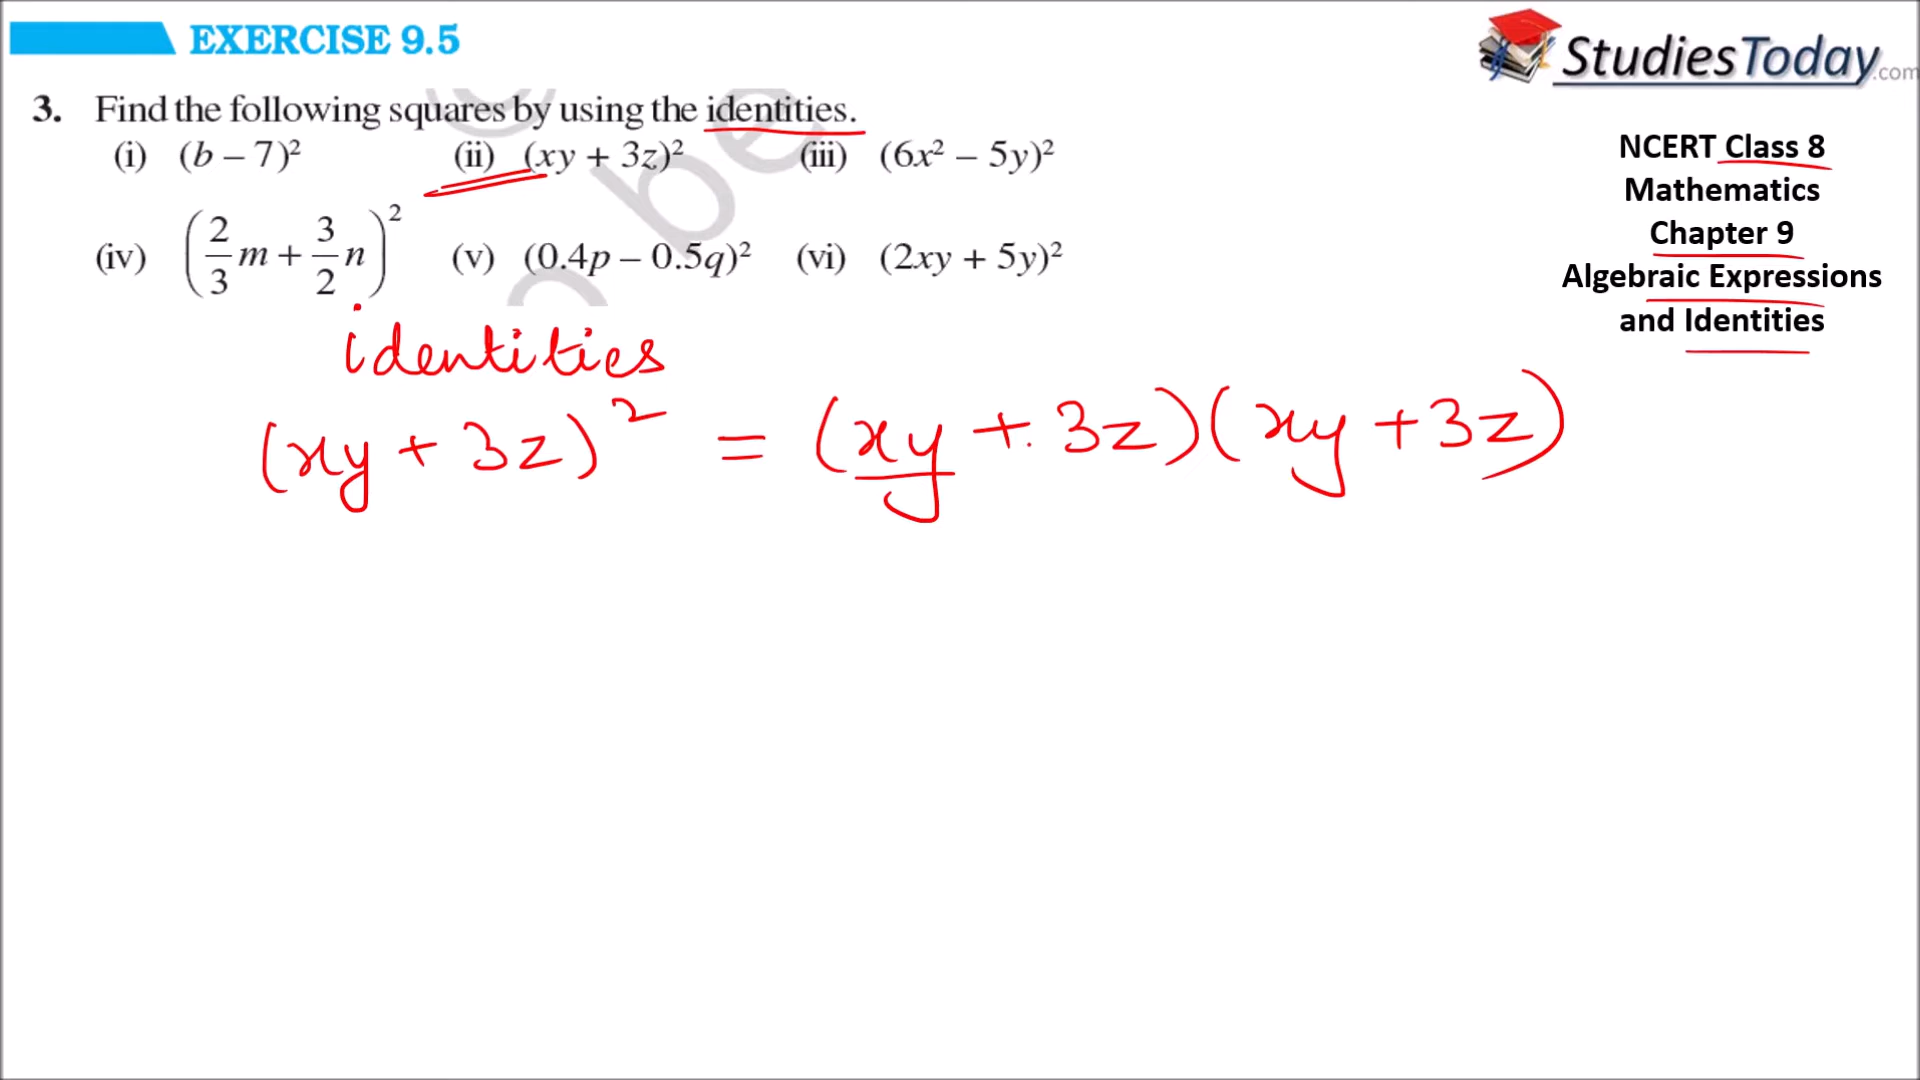 EXERCISE 9.5
StudiesToday.com
3. Find the following squares by using the identities.
(i) (b – 7)²
(ii) (xy + 3z)²
(iii) (6x² – 5y)²
(iv) (2/3 m + 3/2 n)²
(v) (0.4p – 0.5q)²
(vi) (2xy + 5y)²
NCERT Class 8
Mathematics
Chapter 9
Algebraic Expressions
and Identities
identities
(xy + 3z)² = (xy + 3z)(xy + 3z)
be